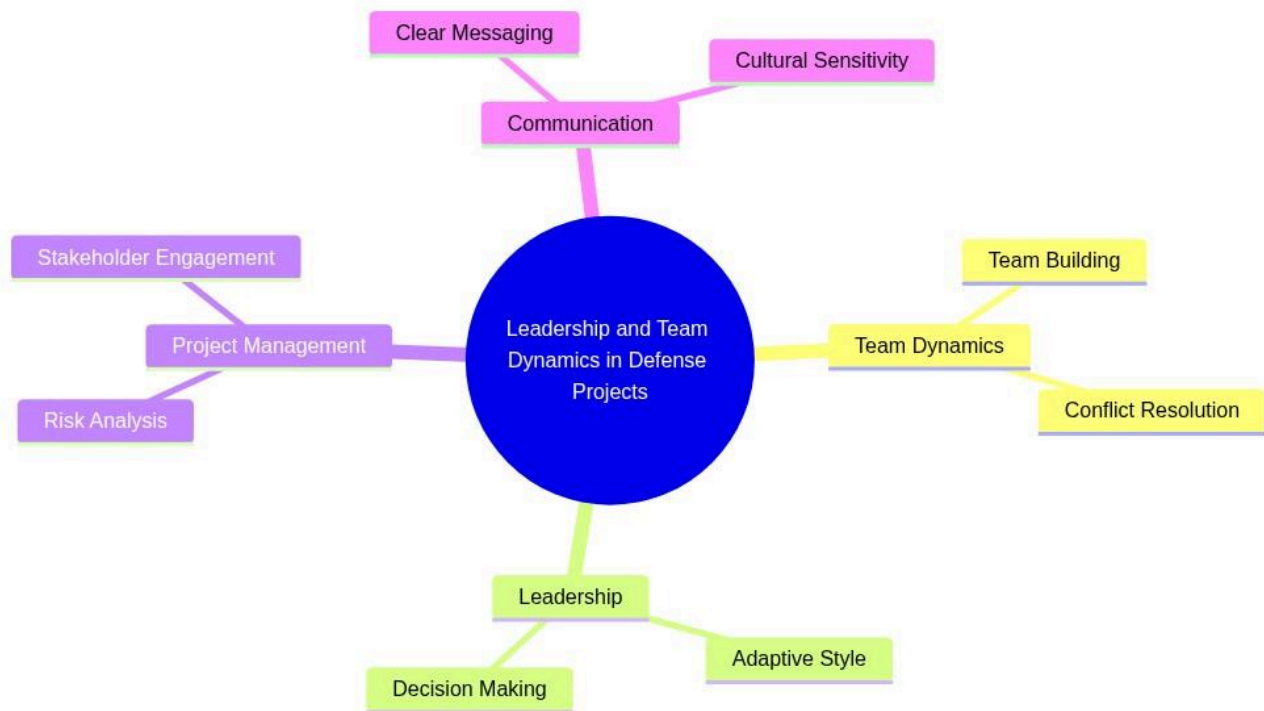 Clear Messaging
Cultural Sensitivity
Communication
Stakeholder Engagement
Project Management
Risk Analysis
Leadership and Team
Dynamics in Defense
Projects
Team Building
Team Dynamics
Conflict Resolution
Leadership
Adaptive Style
Decision Making